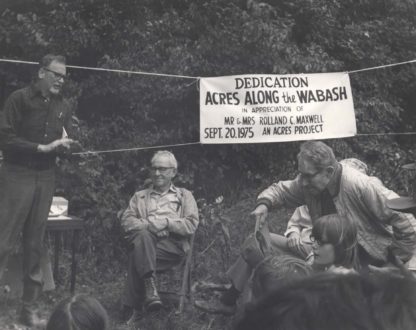 DEDICATION
ACRES ALONG the WABASH
IN APPRECIATION OF
MR & MRS ROLLAND C. MAXWELL
SEPT. 20. 1975 AN ACRES PROJECT